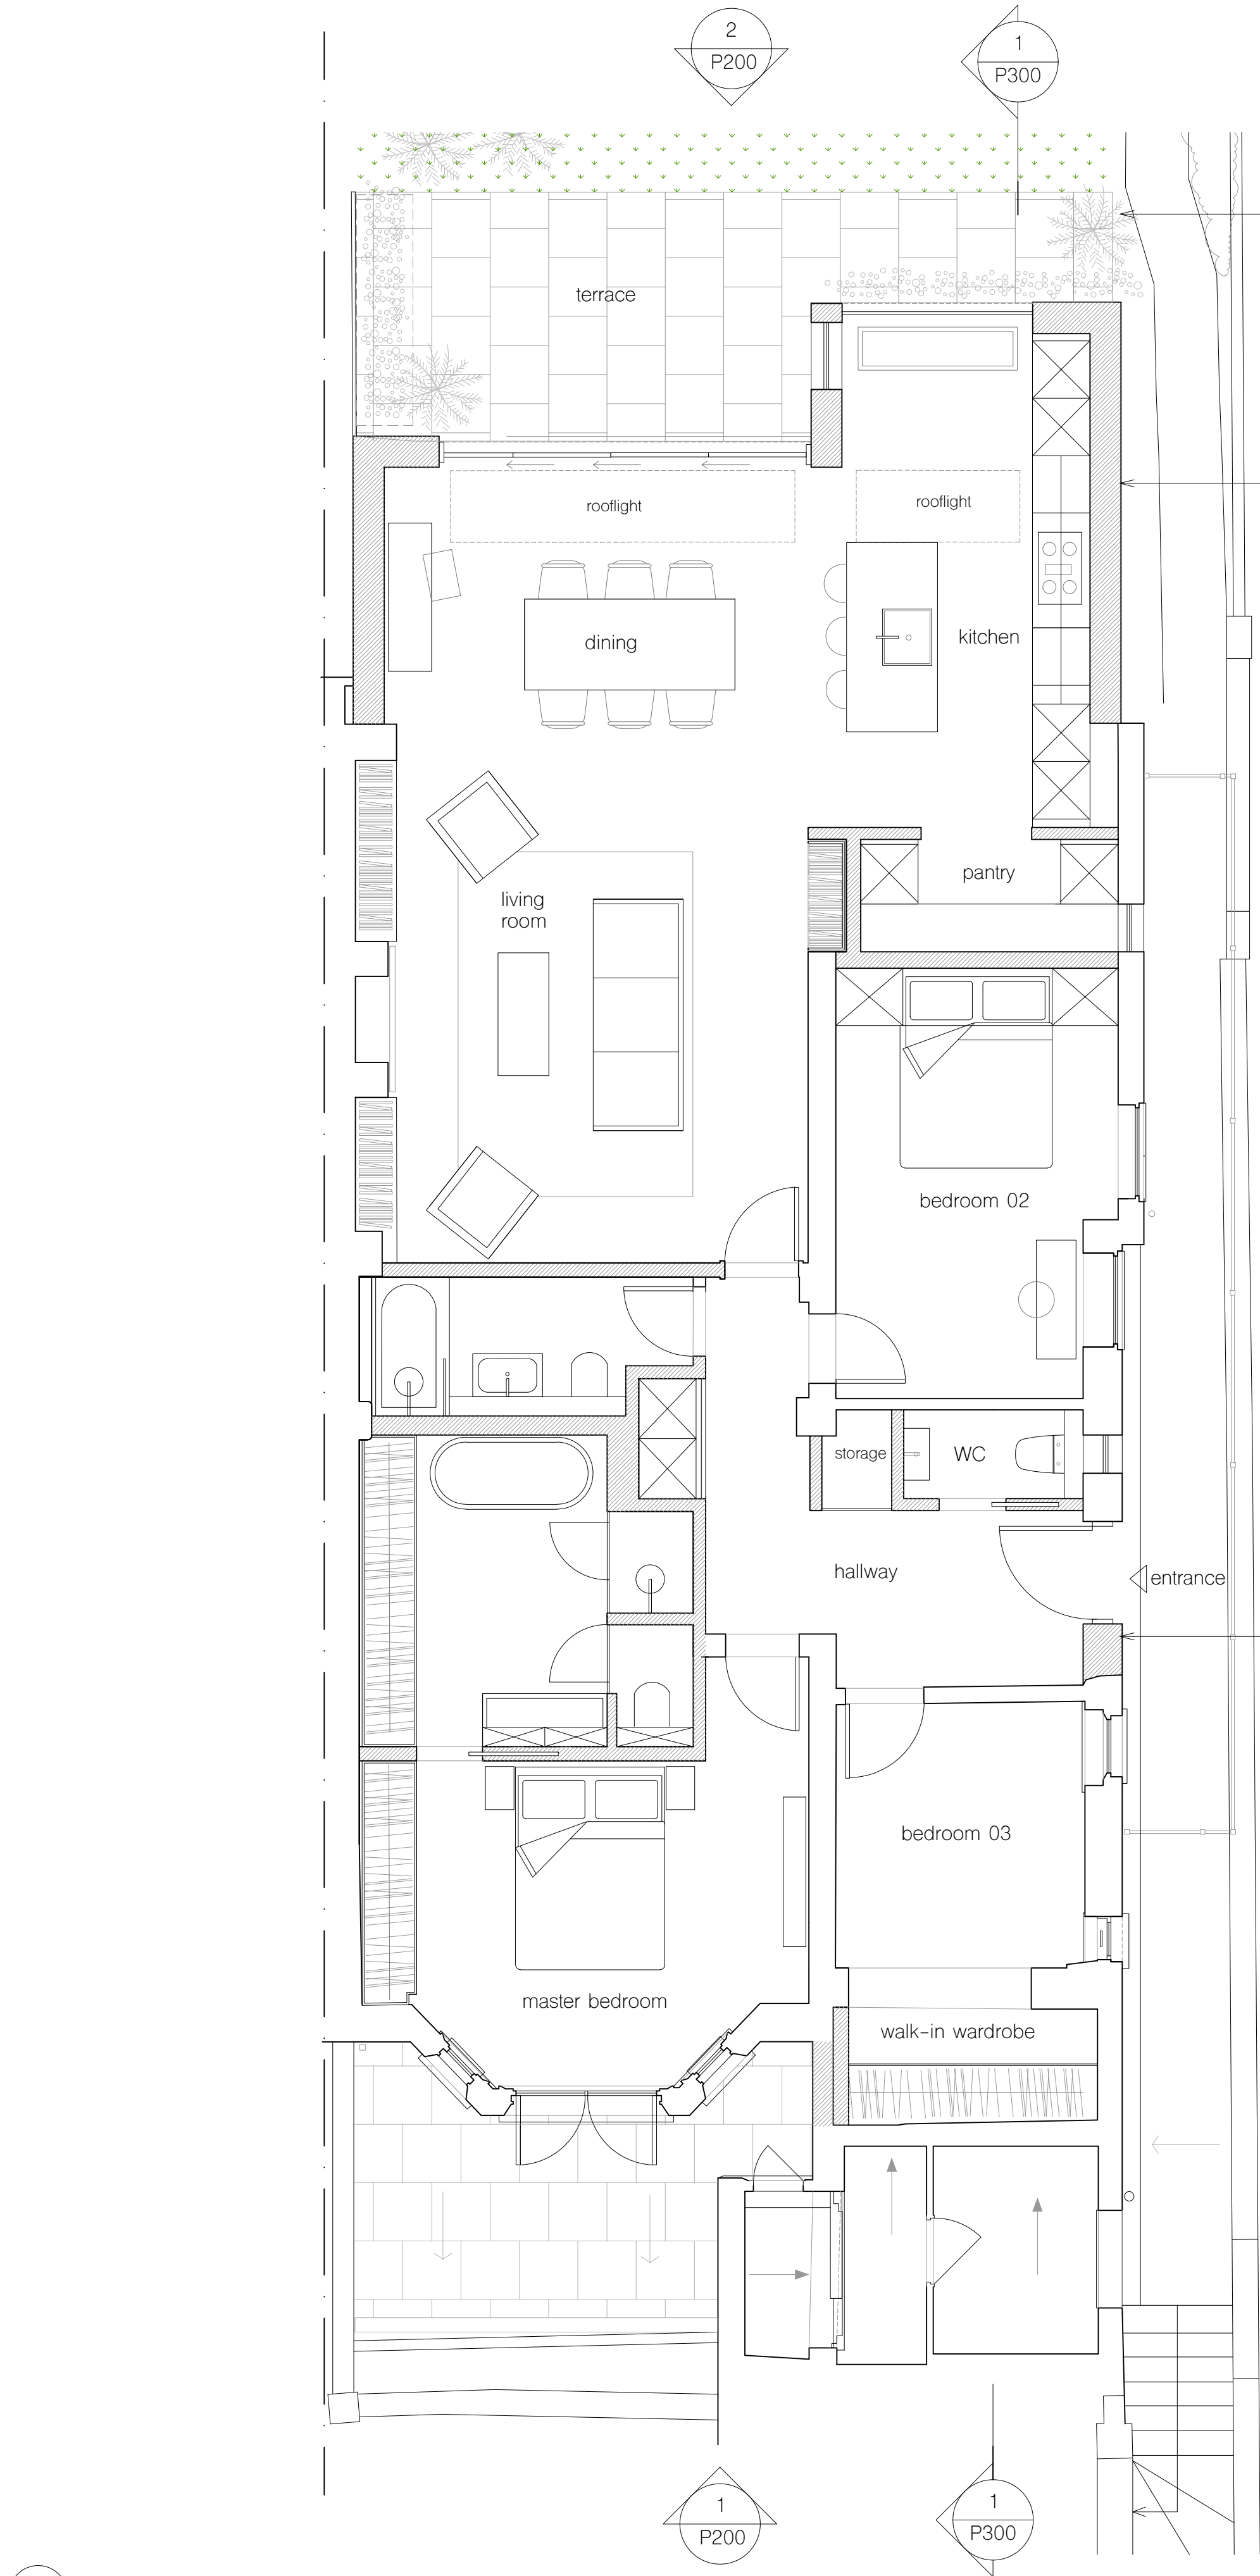 2
P200
1
P300
terrace
rooflight
rooflight
dining
kitchen
living
room
pantry
bedroom 02
storage
WC
hallway
entrance
bedroom 03
master bedroom
walk-in wardrobe
1
P200
1
P300